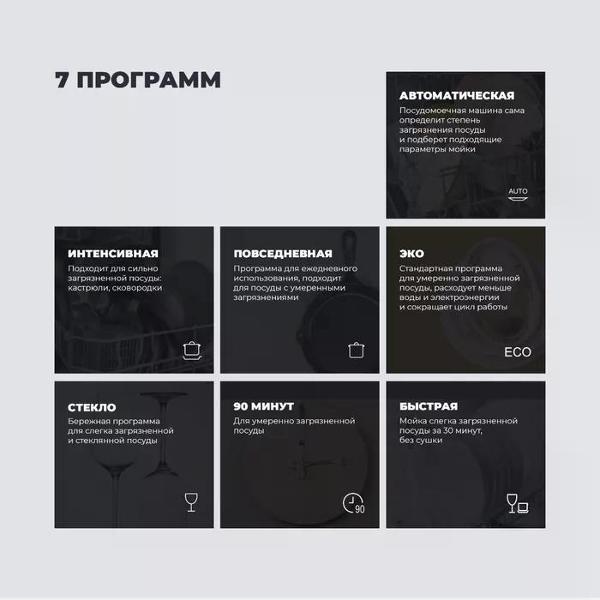 7 ПРОГРАММ
АВТОМАТИЧЕСКАЯ
Посудомоечная машина сама
определит степень
загрязнения посуды
и подберет подходящие
параметры мойки
AUTO
ИНТЕНСИВНАЯ
Подходит для сильно
загрязненной посуды:
кастрюли, сковородки
ПОВСЕДНЕВНАЯ
Программа для ежедневного
использования, подходит
для посуды с умеренными
загрязнениями
ЭКО
Стандартная программа
для умеренно загрязненной
посуды, расходует меньше
воды и электроэнергии
и сокращает цикл работы
ECO
СТЕКЛО
Бережная программа
для слегка загрязненной
и стеклянной посуды
90 МИНУТ
Для умеренно загрязненной
посуды
90
БЫСТРАЯ
Мойка слегка загрязненной
посуды за 30 минут,
без сушки